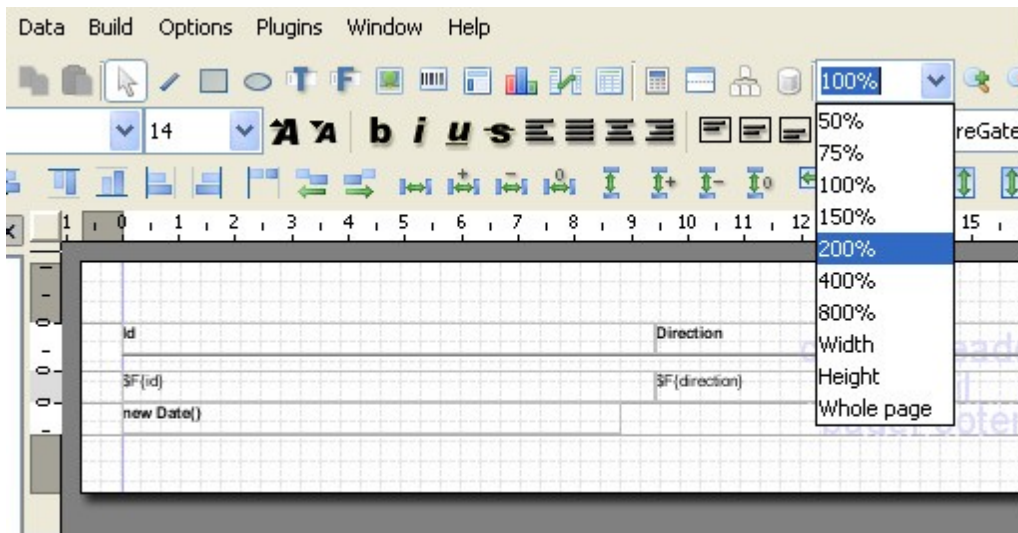 Data Build Options Plugins Window Help
100%
14 b i u s reGate
50%
75%
100%
150%
200%
400%
800%
Width
Height
Whole page
1 0 1 2 3 4 5 6 7 8 9 10 11 12 15
id Direction
$F{id} $F{direction}
new Date()